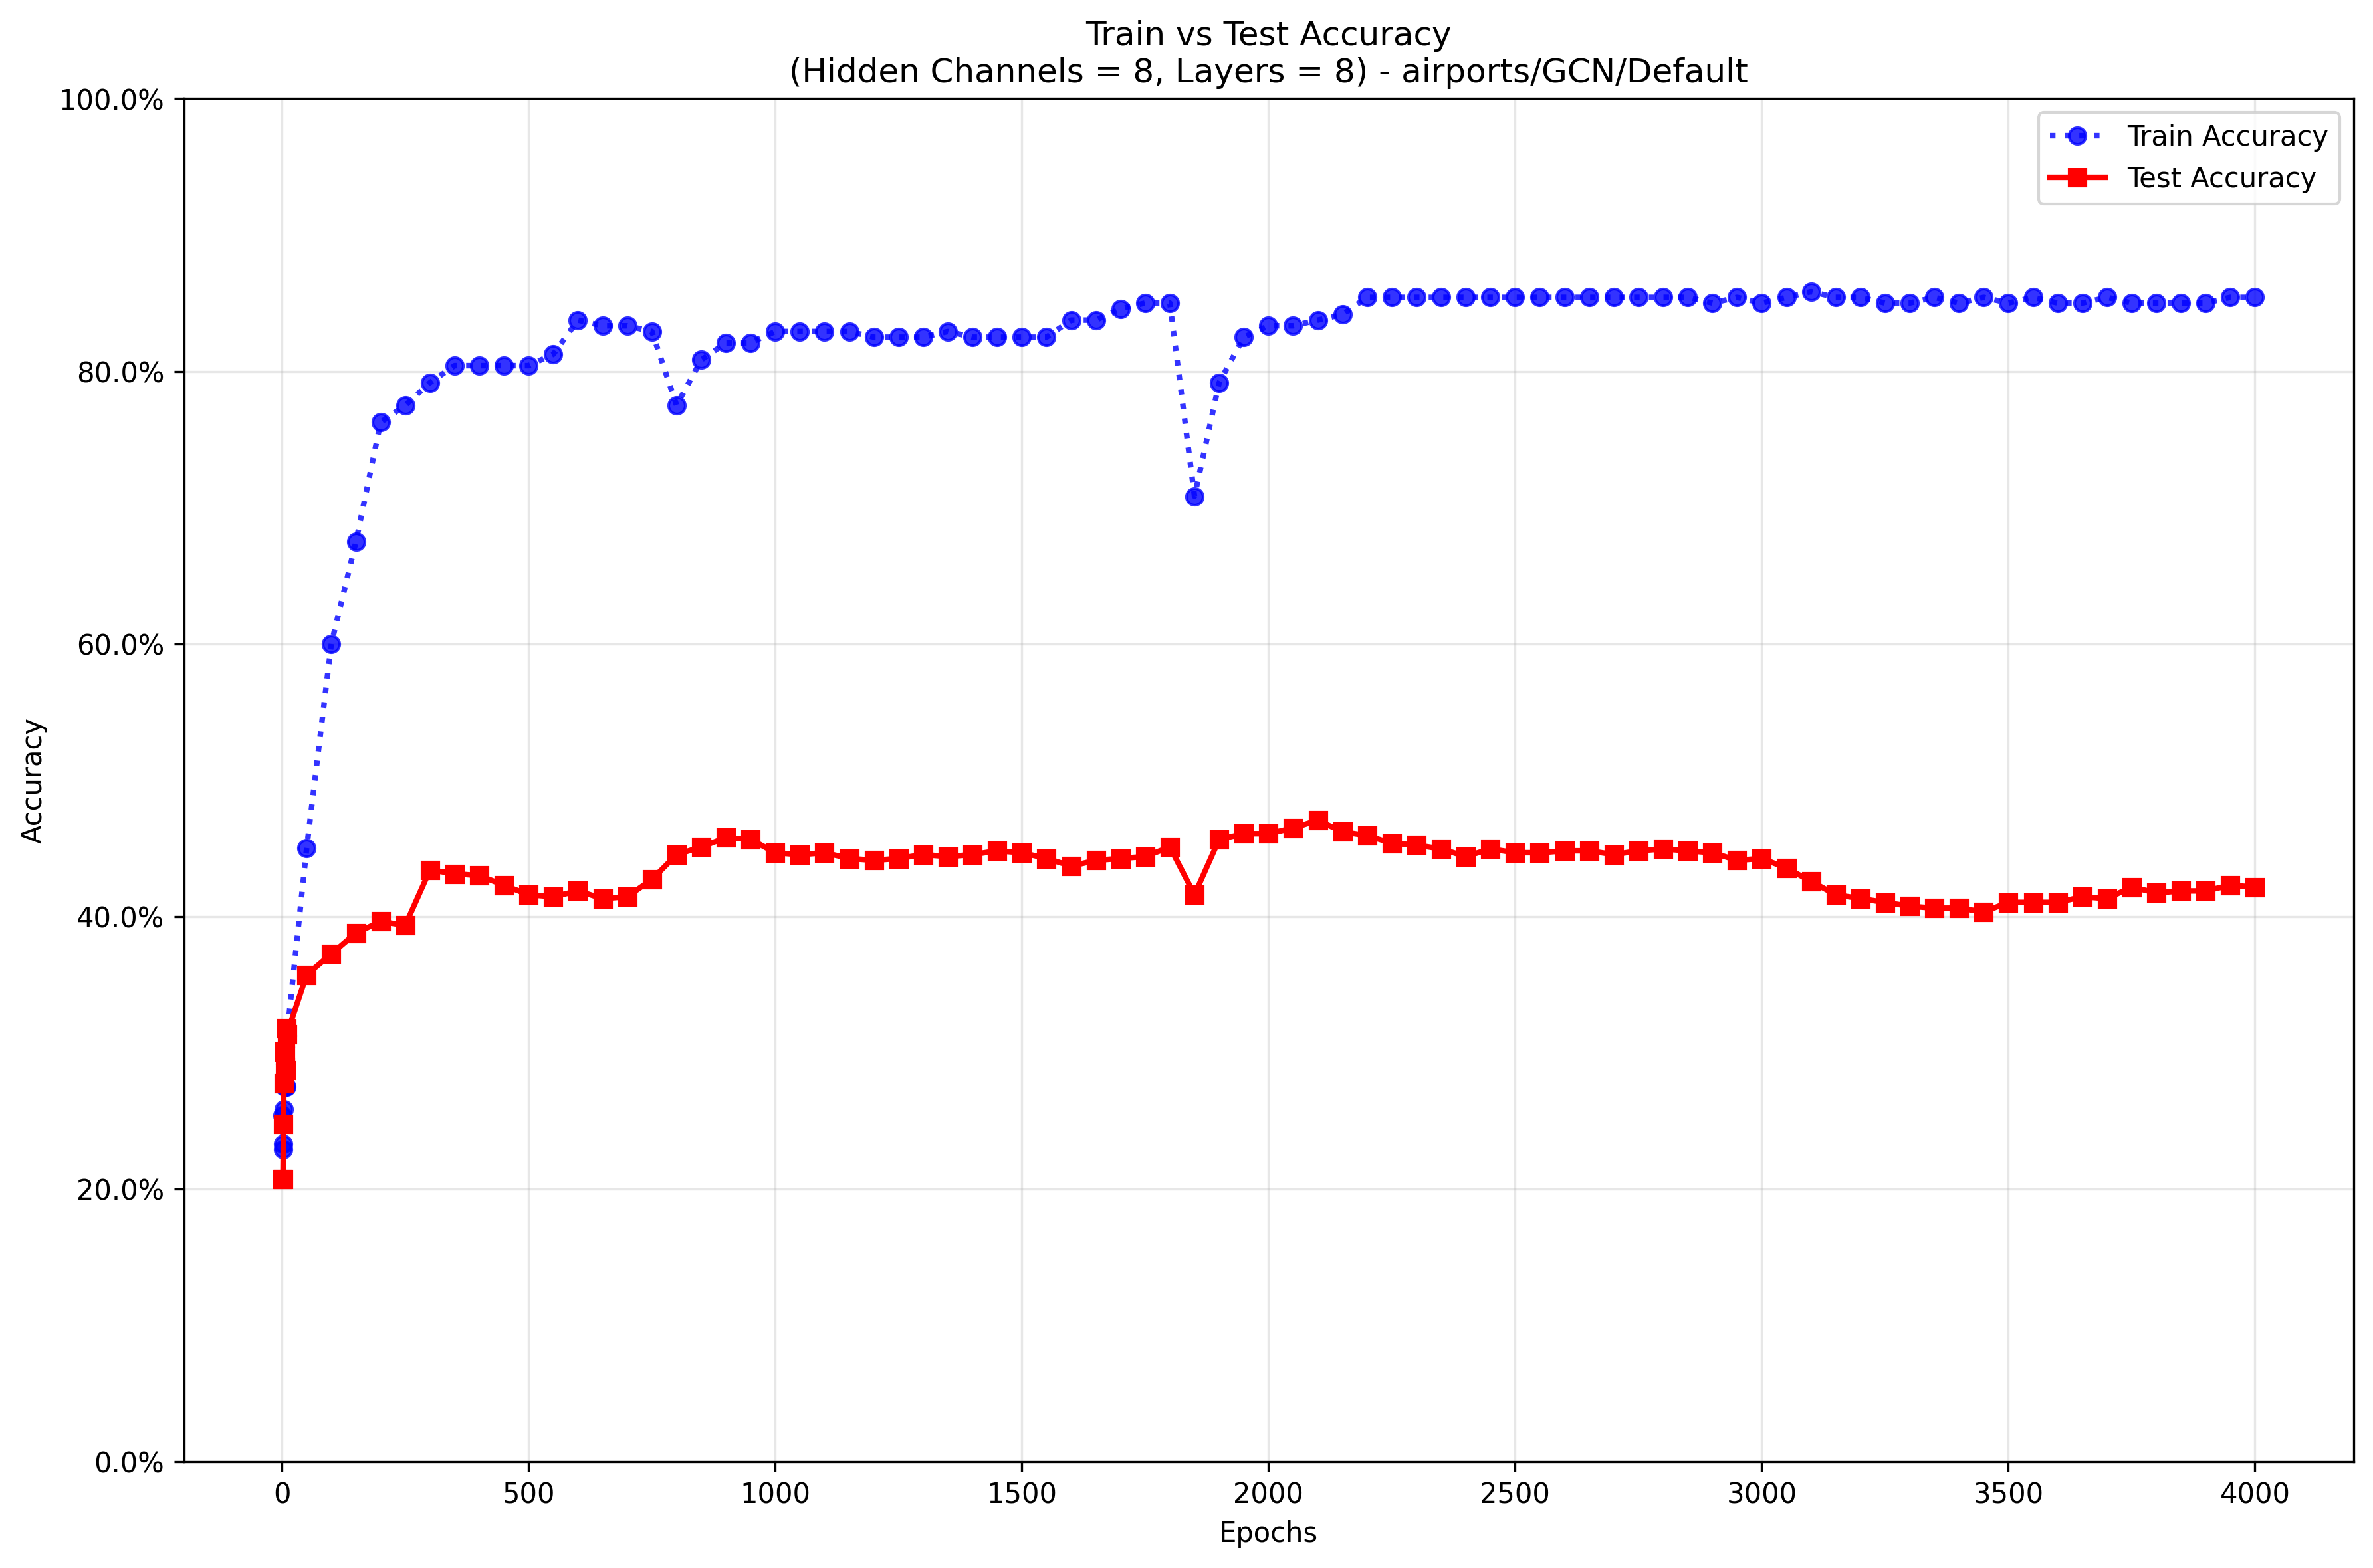 Train vs Test Accuracy
(Hidden Channels = 8, Layers = 8) - airports/GCN/Default
100.0%
80.0%
60.0%
40.0%
20.0%
0.0%
Accuracy
Train Accuracy
Test Accuracy
0 500 1000 1500 2000 2500 3000 3500 4000
Epochs